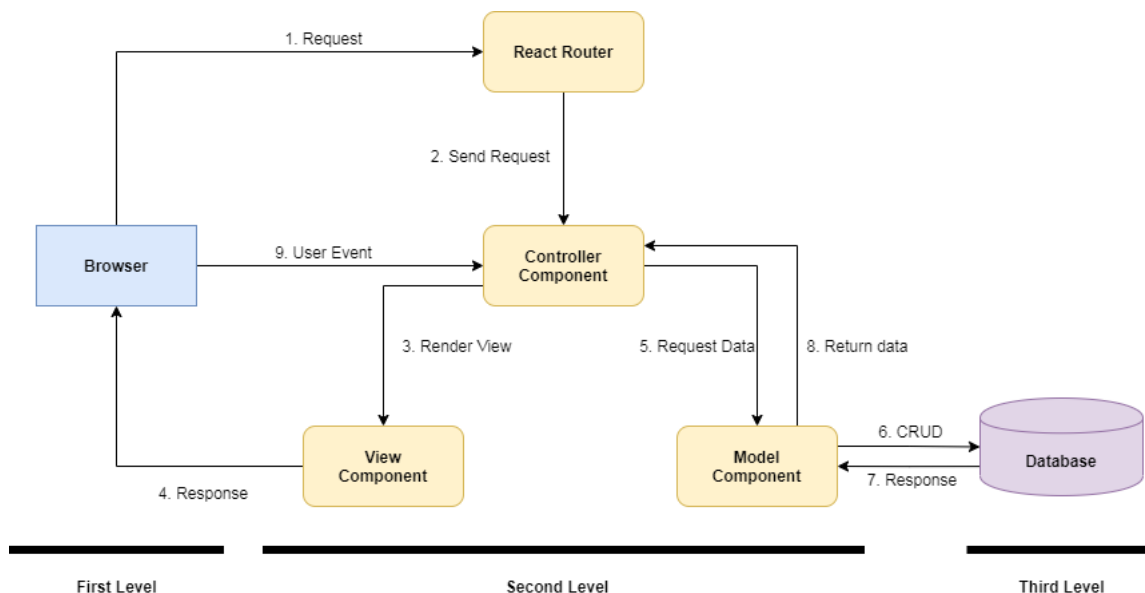 1. Request
React Router
2. Send Request
Browser
9. User Event
Controller
Component
3. Render View
5. Request Data
8. Return data
View
Component
4. Response
Model
Component
6. CRUD
7. Response
Database
First Level
Second Level
Third Level